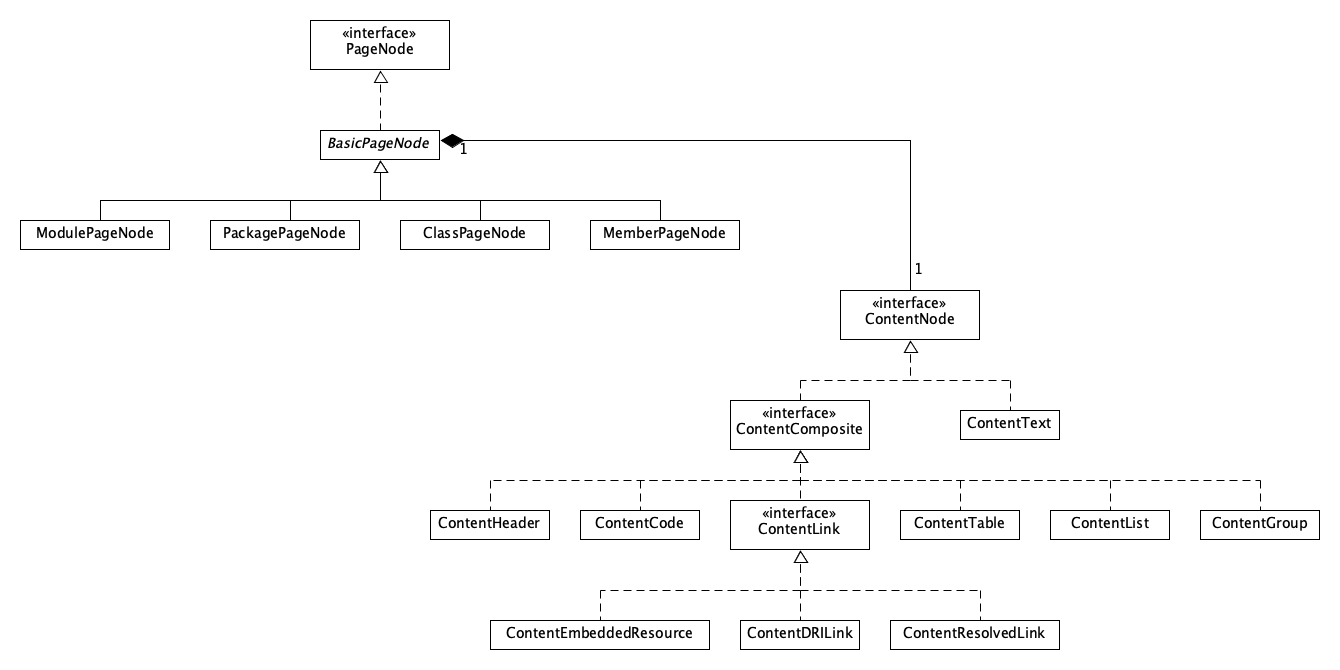 «interface»
PageNode
BasicPageNode
1
ModulePageNode
PackagePageNode
ClassPageNode
MemberPageNode
1
«interface»
ContentNode
«interface»
ContentComposite
ContentText
ContentHeader
ContentCode
«interface»
ContentLink
ContentTable
ContentList
ContentGroup
ContentEmbeddedResource
ContentDRILink
ContentResolvedLink